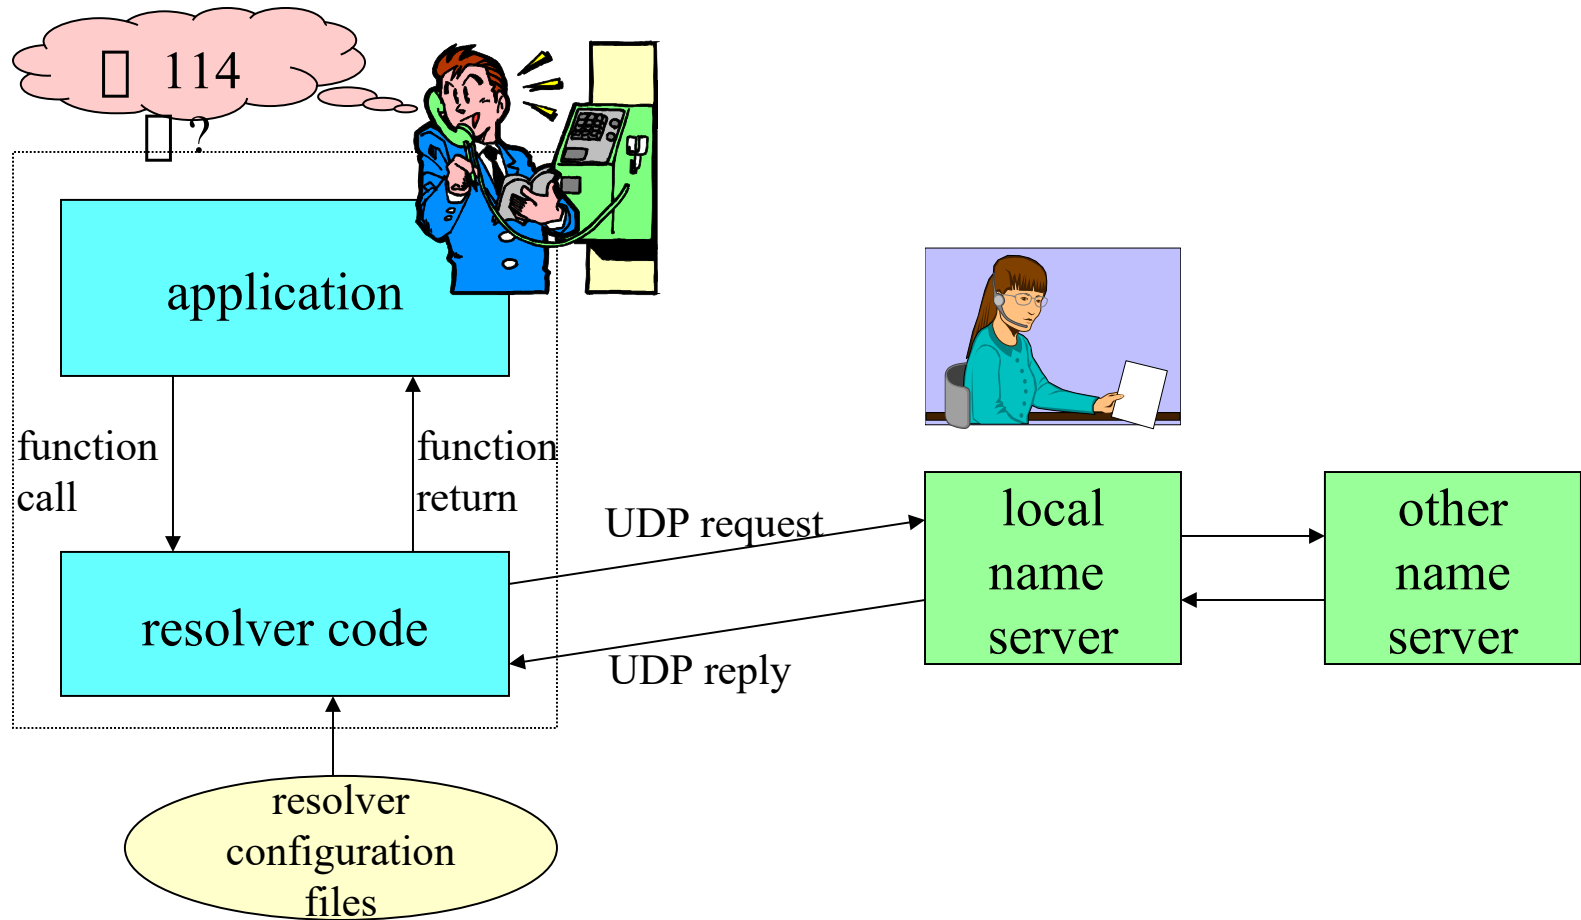 114
?
application
function
call
function
return
UDP request
local
name
server
other
name
server
resolver code
UDP reply
resolver
configuration
files